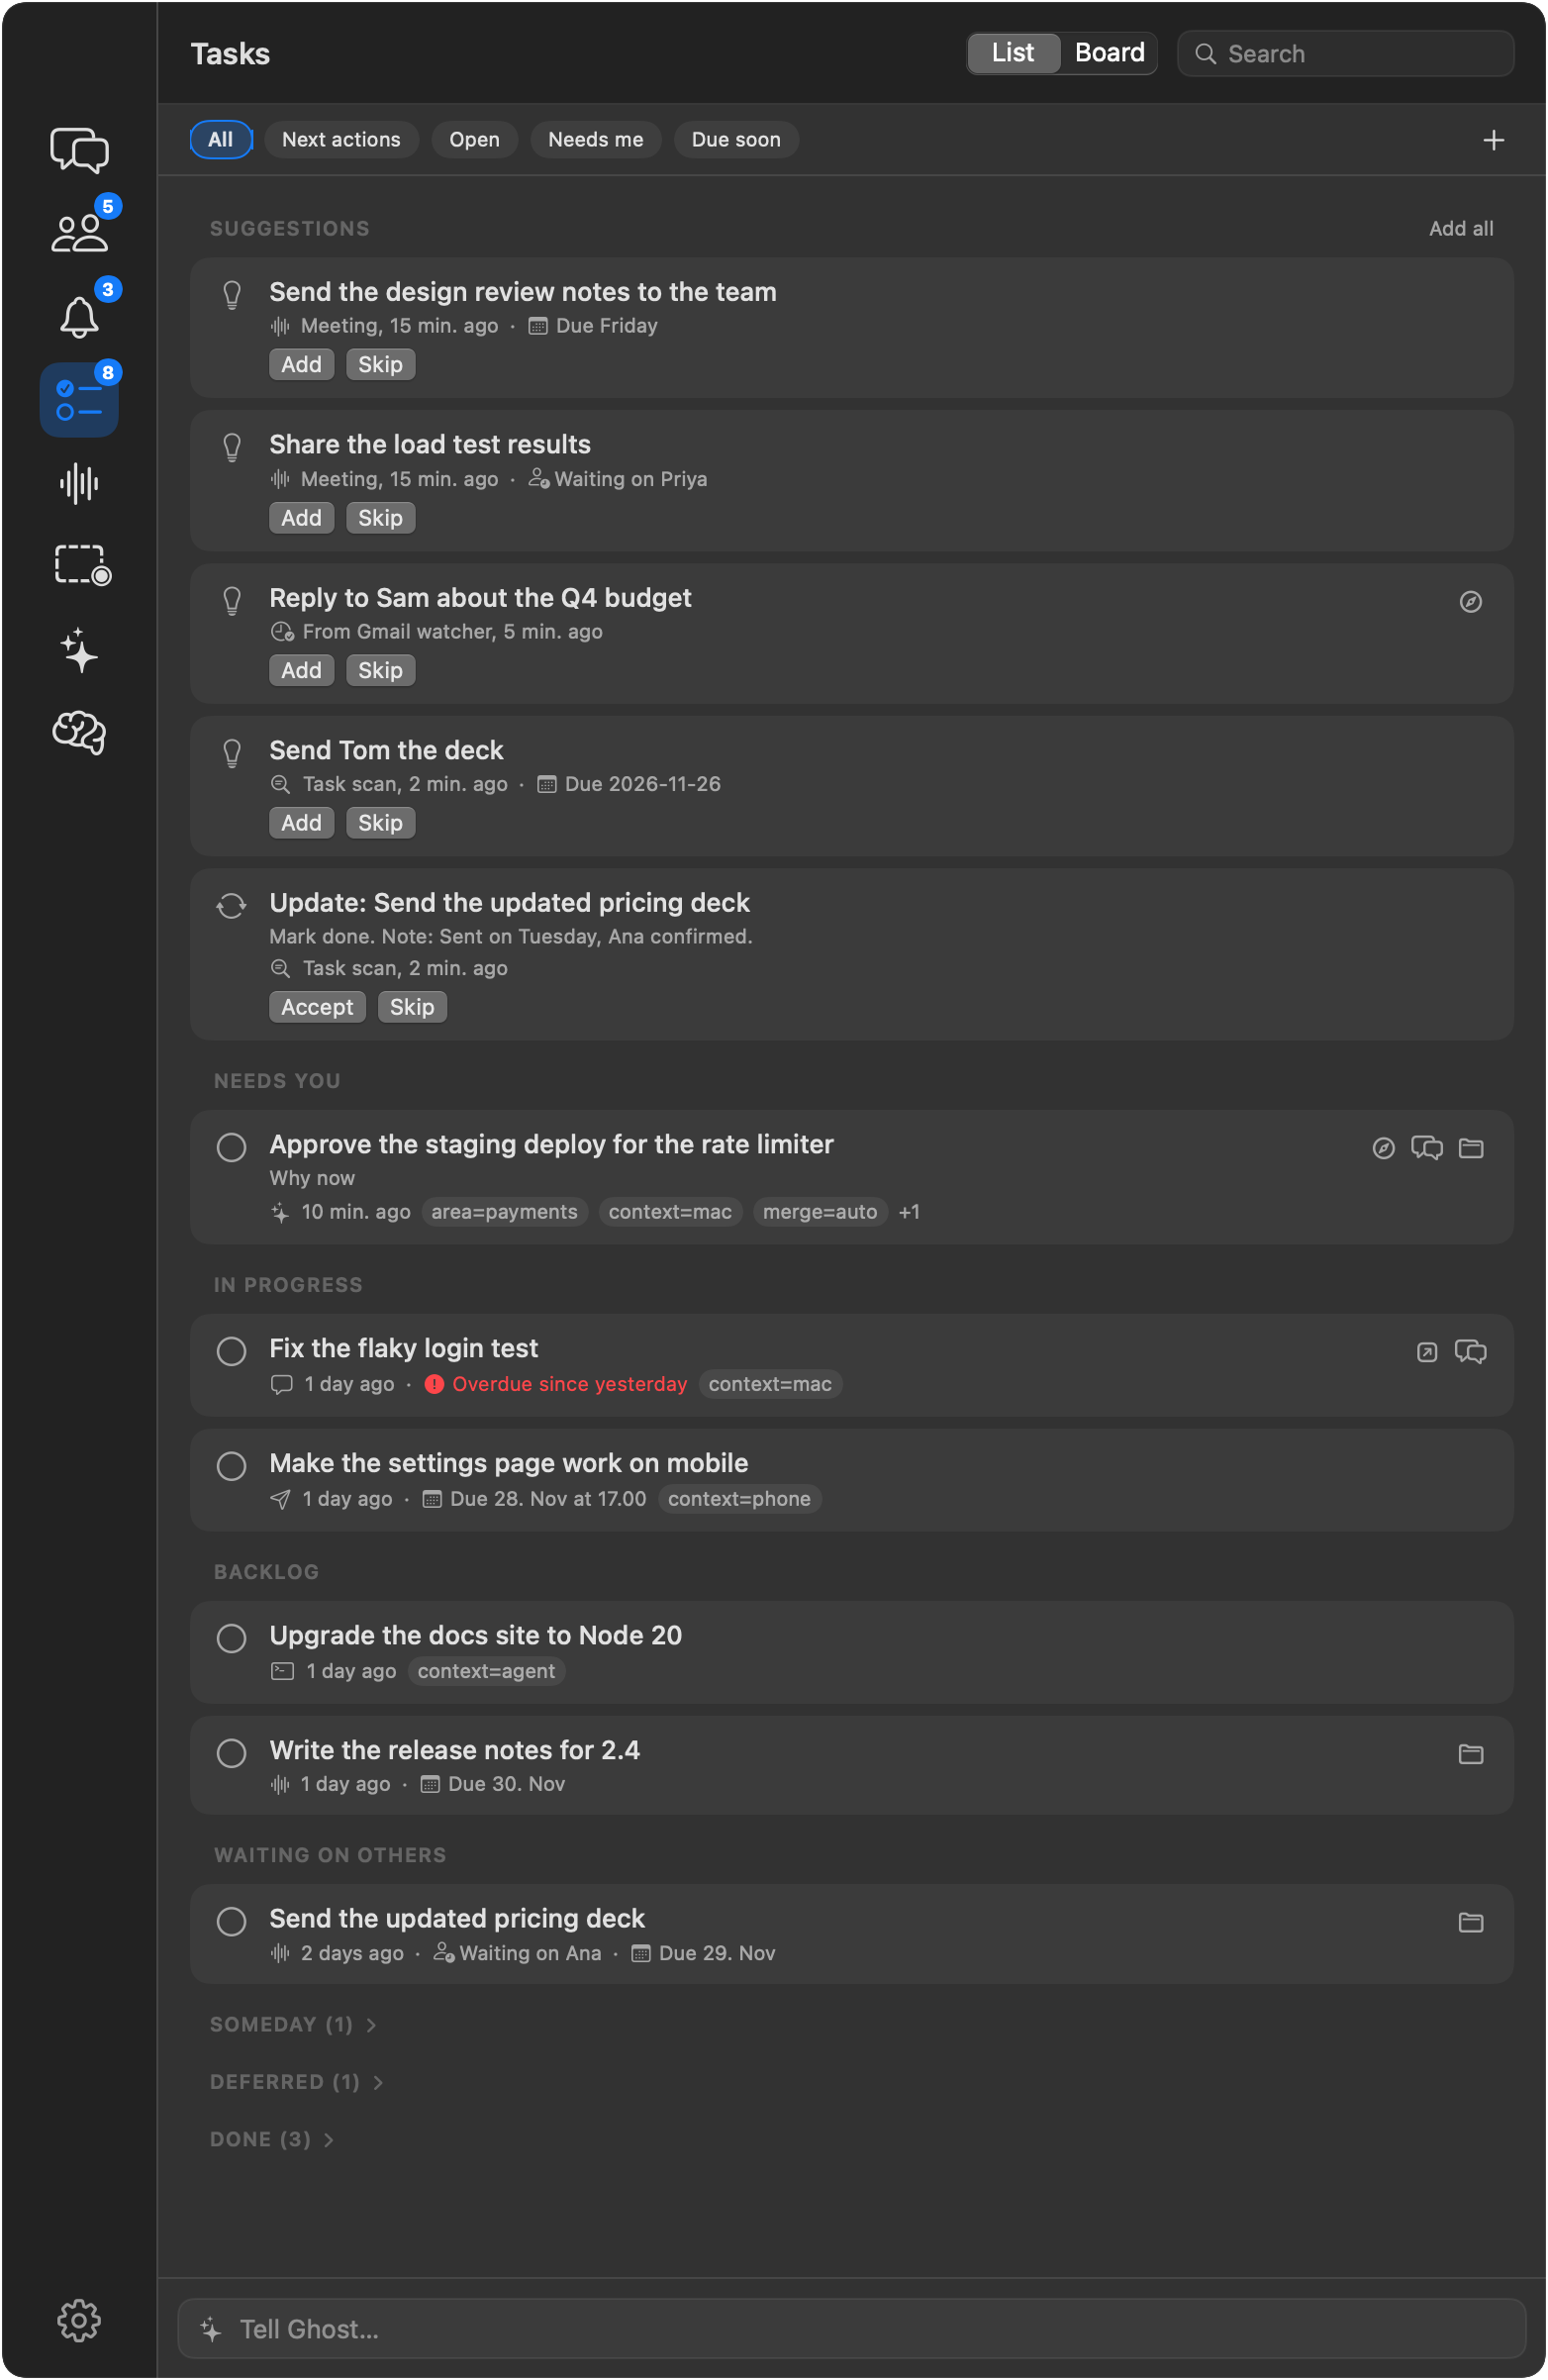 Tasks
List Board
Search
All Next actions Open Needs me Due soon
5
3
8
SUGGESTIONS Add all
Send the design review notes to the team
Meeting, 15 min. ago · Due Friday
Add Skip
Share the load test results
Meeting, 15 min. ago · Waiting on Priya
Add Skip
Reply to Sam about the Q4 budget
From Gmail watcher, 5 min. ago
Add Skip
Send Tom the deck
Task scan, 2 min. ago · Due 2026-11-26
Add Skip
Update: Send the updated pricing deck
Mark done. Note: Sent on Tuesday, Ana confirmed.
Task scan, 2 min. ago
Accept Skip
NEEDS YOU
Approve the staging deploy for the rate limiter
Why now
10 min. ago area=payments context=mac merge=auto +1
IN PROGRESS
Fix the flaky login test
1 day ago · Overdue since yesterday context=mac
Make the settings page work on mobile
1 day ago · Due 28. Nov at 17.00 context=phone
BACKLOG
Upgrade the docs site to Node 20
1 day ago context=agent
Write the release notes for 2.4
1 day ago · Due 30. Nov
WAITING ON OTHERS
Send the updated pricing deck
2 days ago · Waiting on Ana · Due 29. Nov
SOMEDAY (1)
DEFERRED (1)
DONE (3)
Tell Ghost...